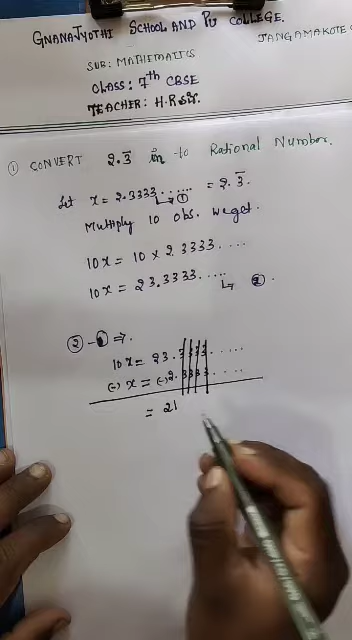 GNANAJYOTHI SCHOOL AND PU COLLEGE.
JANGAMAKOTE
SUB: MATHEMATICS
CLASS: 7th CBSE
TEACHER: H.R
① CONVERT 2.3̅ in to Rational Number.
Let x = 2.3333...... = 2.3̅.
↳ ①
Multiply 10 obs. we get.
10x = 10 × 2.3333....
10x = 23.3333.....
↳ ②.
② - ① ⇒.
10x = 23.3333......
(-) x = (-)2.3333.....
= 21